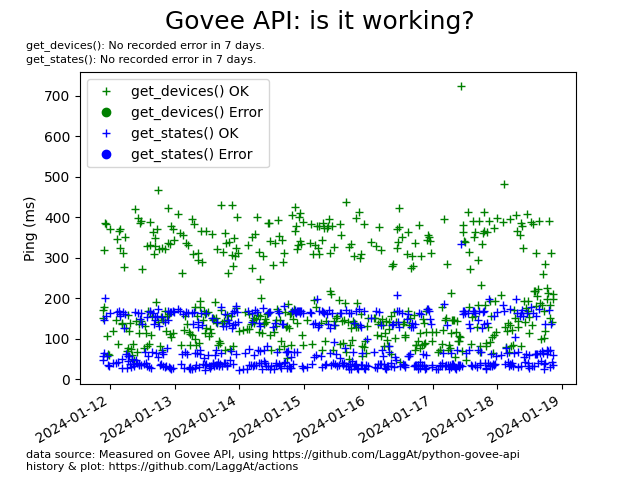 Govee API: is it working?
get_devices(): No recorded error in 7 days.
get_states(): No recorded error in 7 days.
get_devices() OK
get_devices() Error
get_states() OK
get_states() Error
Ping (ms)
700
600
500
400
300
200
100
0
2024-01-12
2024-01-13
2024-01-14
2024-01-15
2024-01-16
2024-01-17
2024-01-18
2024-01-19
data source: Measured on Govee API, using https://github.com/LaggAt/python-govee-api
history & plot: https://github.com/LaggAt/actions